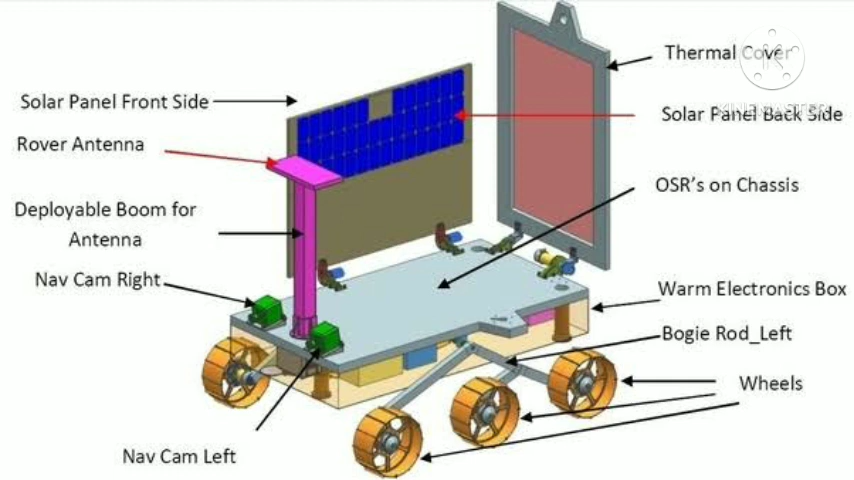 Thermal Cover
Solar Panel Front Side
Solar Panel Back Side
Rover Antenna
OSR's on Chassis
Deployable Boom for
Antenna
Nav Cam Right
Warm Electronics Box
Bogie Rod_Left
Wheels
Nav Cam Left